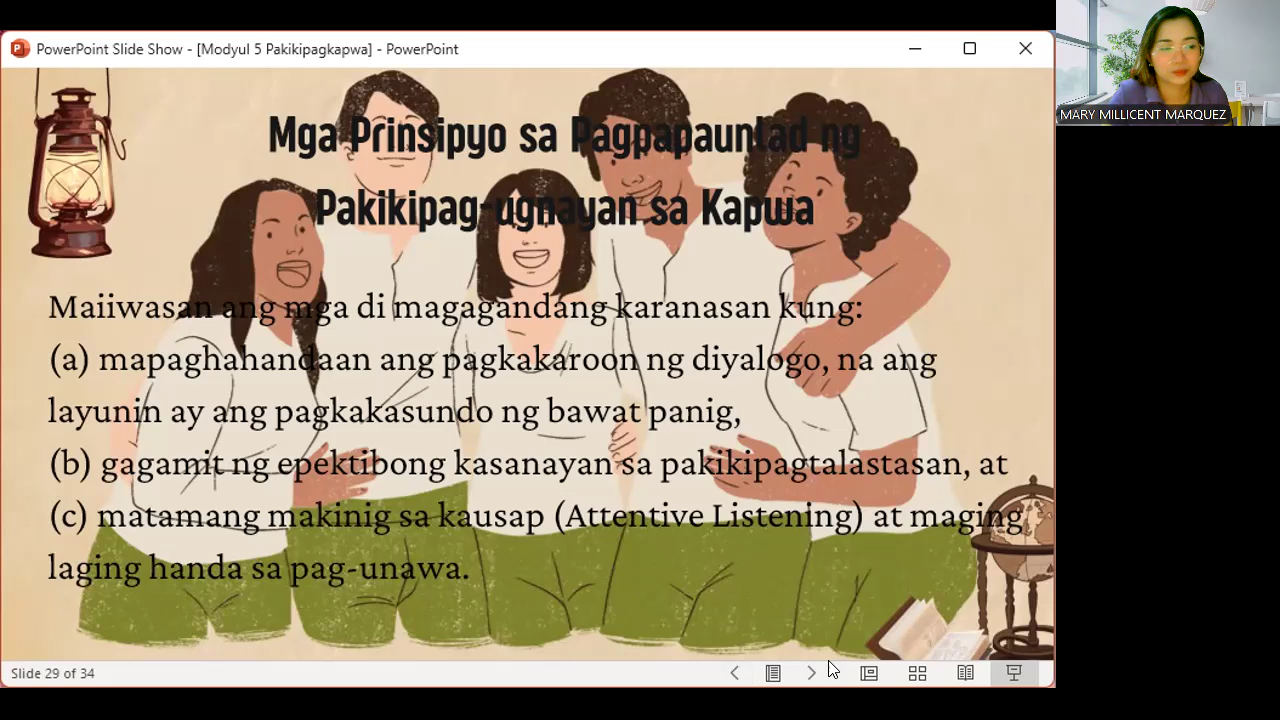 PowerPoint Slide Show - [Modyul 5 Pakikipagkapwa] - PowerPoint
MARY MILLICENT MARQUEZ
Mga Prinsipyo sa Pagpapaunlad ng
Pakikipag-ugnayan sa Kapwa
Maiiwasan ang mga di magagandang karanasan kung:
(a) mapaghahandaan ang pagkakaroon ng diyalogo, na ang
layunin ay ang pagkakasundo ng bawat panig,
(b) gagamit ng epektibong kasanayan sa pakikipagtalastasan, at
(c) matamang makinig sa kausap (Attentive Listening) at maging
laging handa sa pag-unawa.
Slide 29 of 34